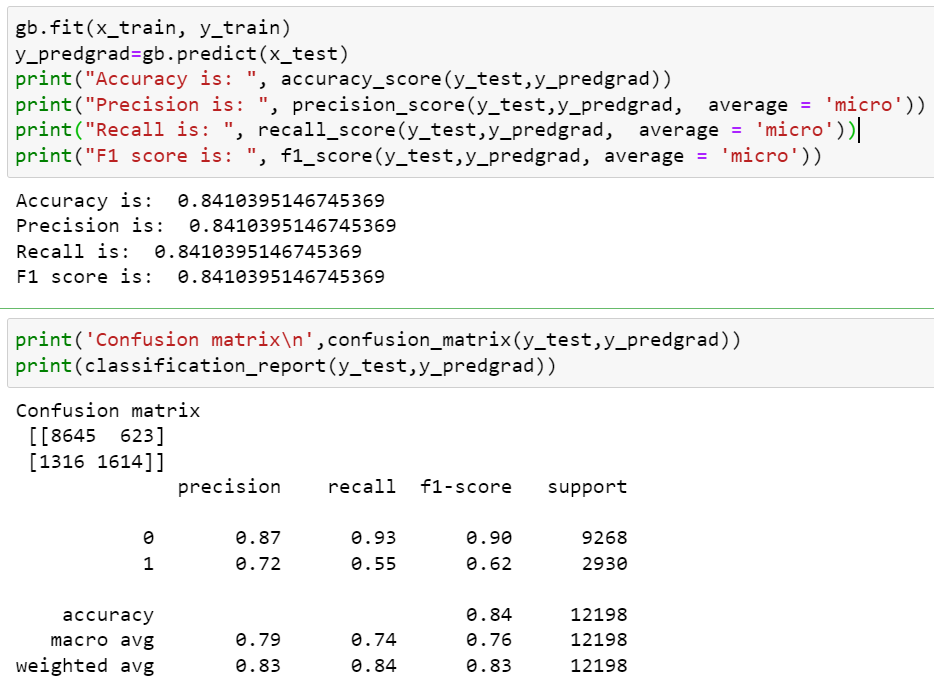 gb.fit(x_train, y_train)
y_predgrad=gb.predict(x_test)
print("Accuracy is: ", accuracy_score(y_test,y_predgrad))
print("Precision is: ", precision_score(y_test,y_predgrad,  average = 'micro'))
print("Recall is: ", recall_score(y_test,y_predgrad,  average = 'micro'))
print("F1 score is: ", f1_score(y_test,y_predgrad, average = 'micro'))
Accuracy is:  0.8410395146745369
Precision is:  0.8410395146745369
Recall is:  0.8410395146745369
F1 score is:  0.8410395146745369
print('Confusion matrix\n',confusion_matrix(y_test,y_predgrad))
print(classification_report(y_test,y_predgrad))
Confusion matrix
 [[8645  623]
 [1316 1614]]
              precision    recall  f1-score   support
           0       0.87      0.93      0.90      9268
           1       0.72      0.55      0.62      2930
    accuracy                           0.84     12198
   macro avg       0.79      0.74      0.76     12198
weighted avg       0.83      0.84      0.83     12198